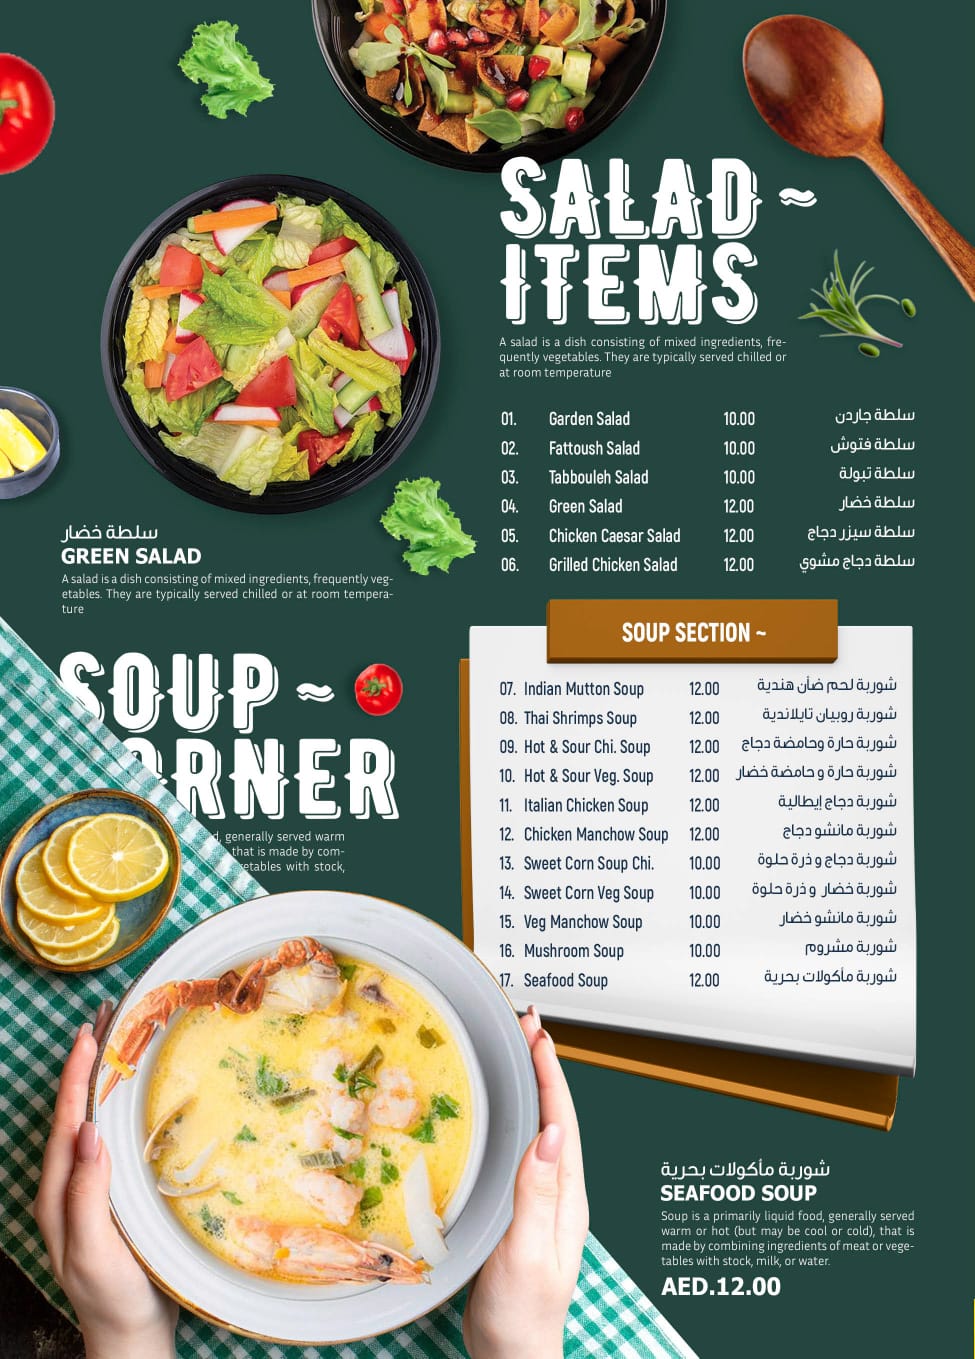 SALAD ~
ITEMS
A salad is a dish consisting of mixed ingredients, fre-
quently vegetables. They are typically served chilled or
at room temperature
01. Garden Salad 10.00 سلطة جاردن
02. Fattoush Salad 10.00 سلطة فتوش
03. Tabbouleh Salad 10.00 سلطة تبولة
04. Green Salad 12.00 سلطة خضار
05. Chicken Caesar Salad 12.00 سلطة سيزر دجاج
06. Grilled Chicken Salad 12.00 سلطة دجاج مشوي
سلطة خضار
GREEN SALAD
A salad is a dish consisting of mixed ingredients, frequently veg-
etables. They are typically served chilled or at room tempera-
ture
SOUP ~
ORNER
d, generally served warm
that is made by com-
getables with stock,
SOUP SECTION ~
07. Indian Mutton Soup 12.00 شوربة لحم ضأن هندية
08. Thai Shrimps Soup 12.00 شوربة روبيان تايلاندية
09. Hot & Sour Chi. Soup 12.00 شوربة حارة وحامضة دجاج
10. Hot & Sour Veg. Soup 12.00 شوربة حارة و حامضة خضار
11. Italian Chicken Soup 12.00 شوربة دجاج إيطالية
12. Chicken Manchow Soup 12.00 شوربة مانشو دجاج
13. Sweet Corn Soup Chi. 10.00 شوربة دجاج و ذرة حلوة
14. Sweet Corn Veg Soup 10.00 شوربة خضار و ذرة حلوة
15. Veg Manchow Soup 10.00 شوربة مانشو خضار
16. Mushroom Soup 10.00 شوربة مشروم
17. Seafood Soup 12.00 شوربة مأكولات بحرية
شوربة مأكولات بحرية
SEAFOOD SOUP
Soup is a primarily liquid food, generally served
warm or hot (but may be cool or cold), that is
made by combining ingredients of meat or vege-
tables with stock, milk, or water.
AED.12.00